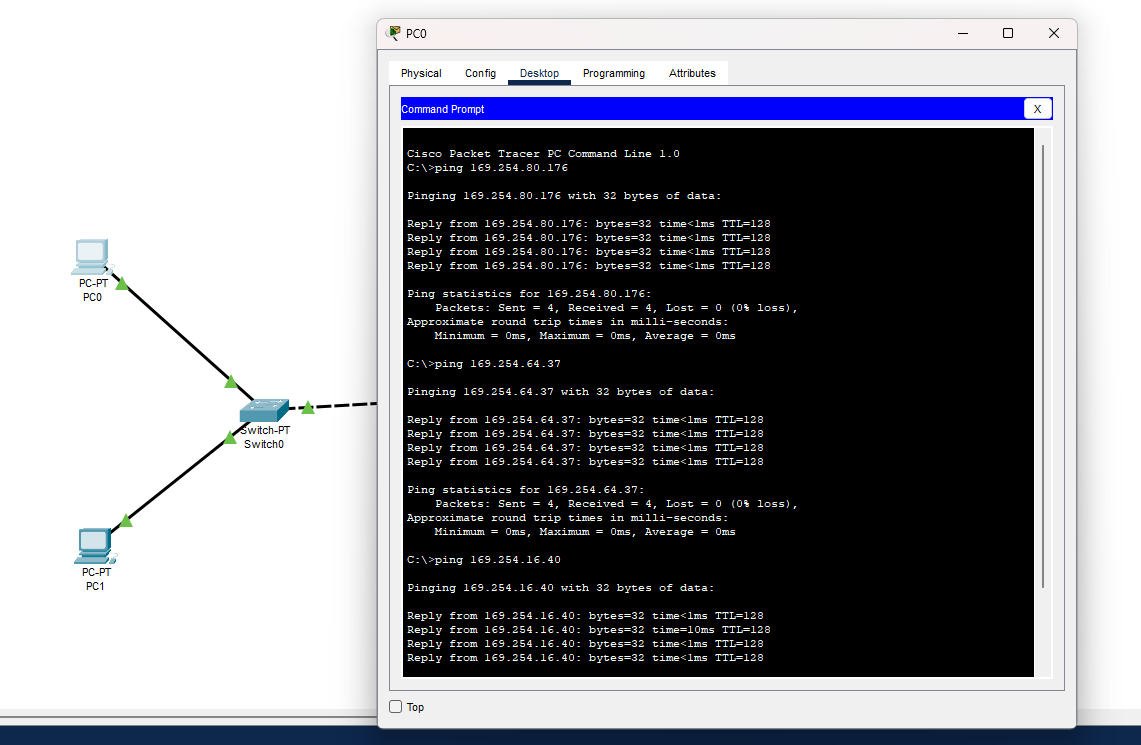 PC0
Physical Config Desktop Programming Attributes
Command Prompt
X
Cisco Packet Tracer PC Command Line 1.0
C:\>ping 169.254.80.176
Pinging 169.254.80.176 with 32 bytes of data:
Reply from 169.254.80.176: bytes=32 time<1ms TTL=128
Reply from 169.254.80.176: bytes=32 time<1ms TTL=128
Reply from 169.254.80.176: bytes=32 time<1ms TTL=128
Reply from 169.254.80.176: bytes=32 time<1ms TTL=128
Ping statistics for 169.254.80.176:
Packets: Sent = 4, Received = 4, Lost = 0 (0% loss),
Approximate round trip times in milli-seconds:
Minimum = 0ms, Maximum = 0ms, Average = 0ms
C:\>ping 169.254.64.37
Pinging 169.254.64.37 with 32 bytes of data:
Reply from 169.254.64.37: bytes=32 time<1ms TTL=128
Reply from 169.254.64.37: bytes=32 time<1ms TTL=128
Reply from 169.254.64.37: bytes=32 time<1ms TTL=128
Reply from 169.254.64.37: bytes=32 time<1ms TTL=128
Ping statistics for 169.254.64.37:
Packets: Sent = 4, Received = 4, Lost = 0 (0% loss),
Approximate round trip times in milli-seconds:
Minimum = 0ms, Maximum = 0ms, Average = 0ms
C:\>ping 169.254.16.40
Pinging 169.254.16.40 with 32 bytes of data:
Reply from 169.254.16.40: bytes=32 time<1ms TTL=128
Reply from 169.254.16.40: bytes=32 time=10ms TTL=128
Reply from 169.254.16.40: bytes=32 time<1ms TTL=128
Reply from 169.254.16.40: bytes=32 time<1ms TTL=128
Top
PC-PT
PC0
Switch-PT
Switch0
PC-PT
PC1